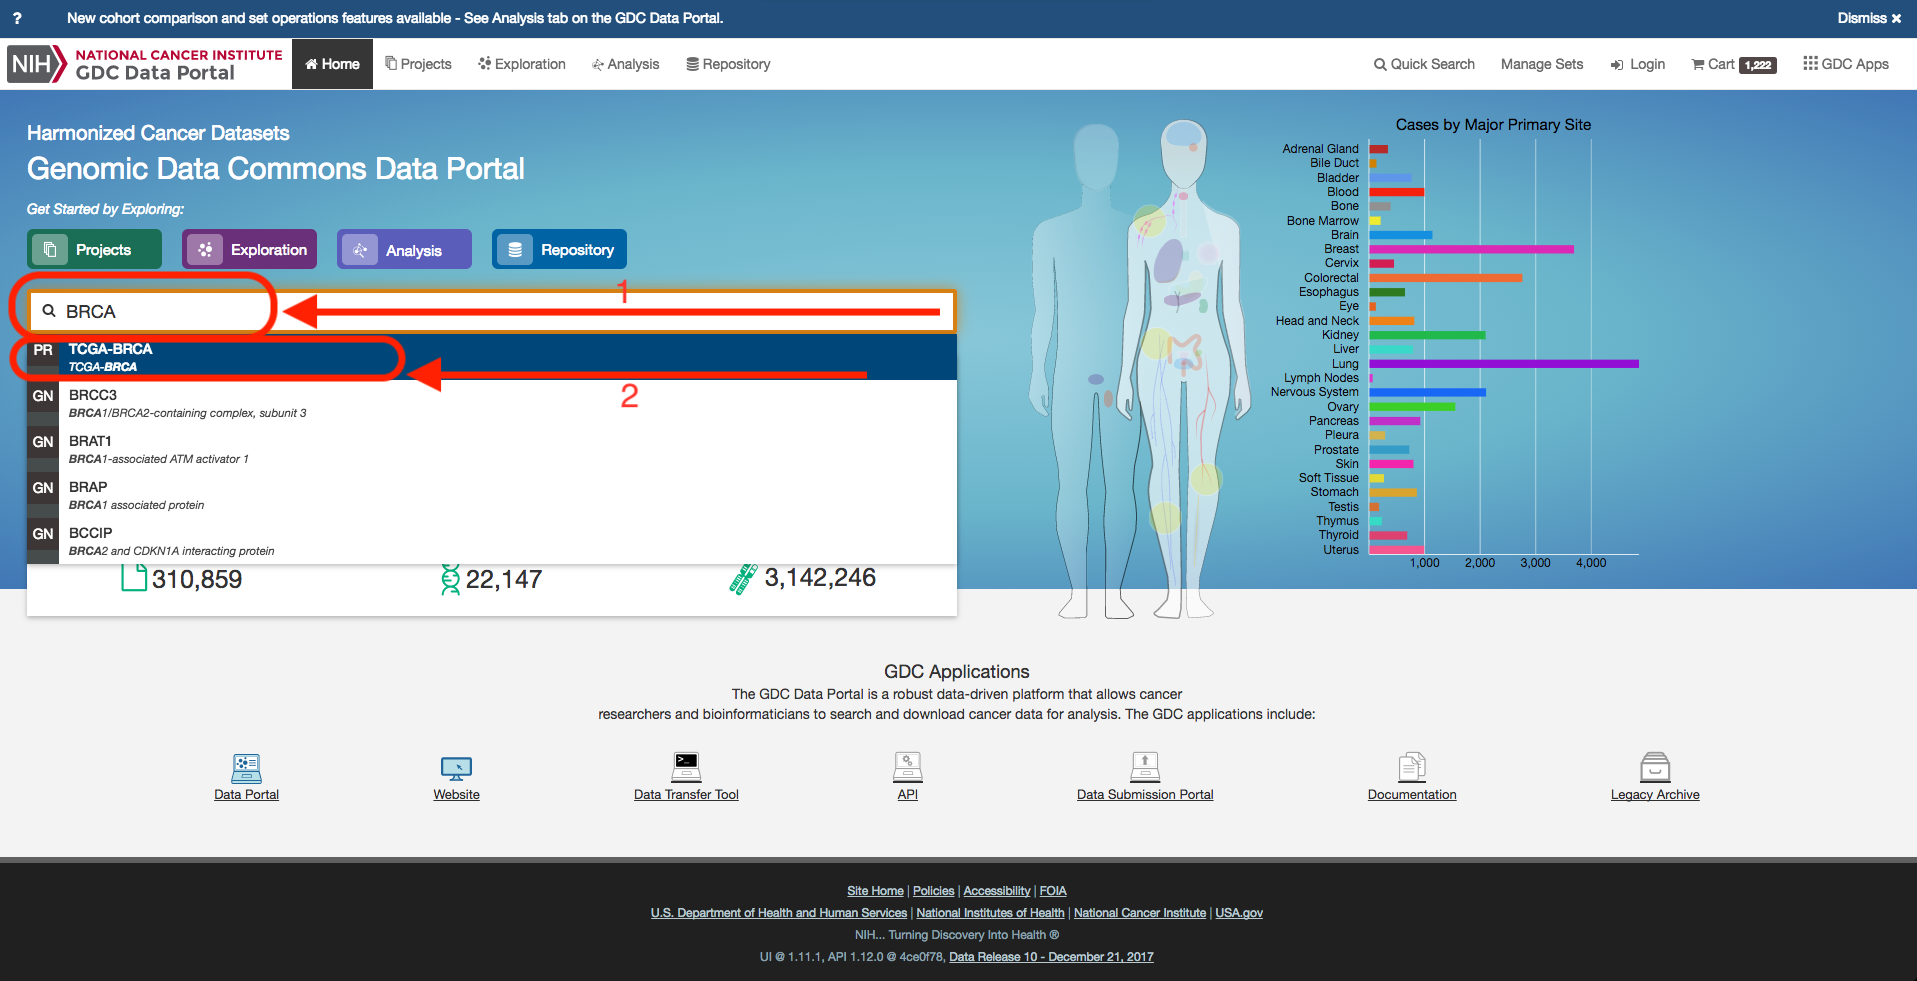 ? New cohort comparison and set operations features available - See Analysis tab on the GDC Data Portal. Dismiss ✖
NIH NATIONAL CANCER INSTITUTE
GDC Data Portal
Home Projects Exploration Analysis Repository Quick Search Manage Sets Login Cart 1,222 GDC Apps
Harmonized Cancer Datasets
Genomic Data Commons Data Portal
Get Started by Exploring:
Projects Exploration Analysis Repository
BRCA
1
PR TCGA-BRCA
TCGA-BRCA
2
GN BRCC3
BRCA1/BRCA2-containing complex, subunit 3
GN BRAT1
BRCA1-associated ATM activator 1
GN BRAP
BRCA1 associated protein
GN BCCIP
BRCA2 and CDKN1A interacting protein
310,859 22,147 3,142,246
Cases by Major Primary Site
Adrenal Gland
Bile Duct
Bladder
Blood
Bone
Bone Marrow
Brain
Breast
Cervix
Colorectal
Esophagus
Eye
Head and Neck
Kidney
Liver
Lung
Lymph Nodes
Nervous System
Ovary
Pancreas
Pleura
Prostate
Skin
Soft Tissue
Stomach
Testis
Thymus
Thyroid
Uterus
1,000 2,000 3,000 4,000
GDC Applications
The GDC Data Portal is a robust data-driven platform that allows cancer
researchers and bioinformaticians to search and download cancer data for analysis. The GDC applications include:
Data Portal Website Data Transfer Tool API Data Submission Portal Documentation Legacy Archive
Site Home | Policies | Accessibility | FOIA
U.S. Department of Health and Human Services | National Institutes of Health | National Cancer Institute | USA.gov
NIH... Turning Discovery Into Health ®
UI @ 1.11.1, API 1.12.0 @ 4ce0f78, Data Release 10 - December 21, 2017